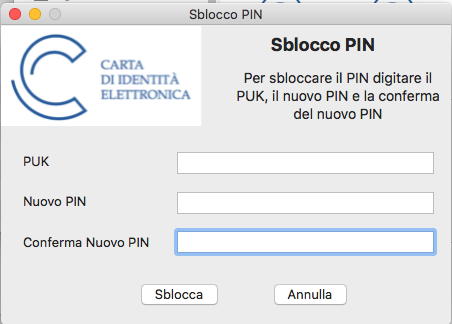 Sblocco PIN
CARTA
DI IDENTITÀ
ELETTRONICA
Sblocco PIN
Per sbloccare il PIN digitare il
PUK, il nuovo PIN e la conferma
del nuovo PIN
PUK
Nuovo PIN
Conferma Nuovo PIN
Sblocca
Annulla